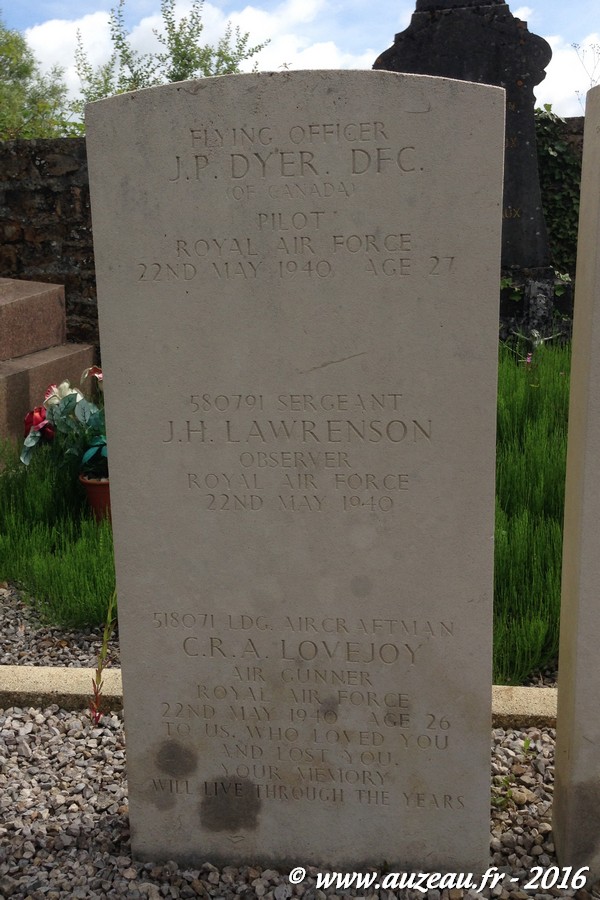 FLYING OFFICER
J.P. DYER. DFC.
(OF CANADA)
PILOT
ROYAL AIR FORCE
22ND MAY 1940 AGE 27
580791 SERGEANT
J.H. LAWRENSON
OBSERVER
ROYAL AIR FORCE
22ND MAY 1940
518071 LDG. AIRCRAFTMAN
C.R.A. LOVEJOY
AIR GUNNER
ROYAL AIR FORCE
22ND MAY 1940 AGE 26
TO US, WHO LOVED YOU
AND LOST YOU,
YOUR MEMORY
WILL LIVE THROUGH THE YEARS
© www.auzeau.fr - 2016